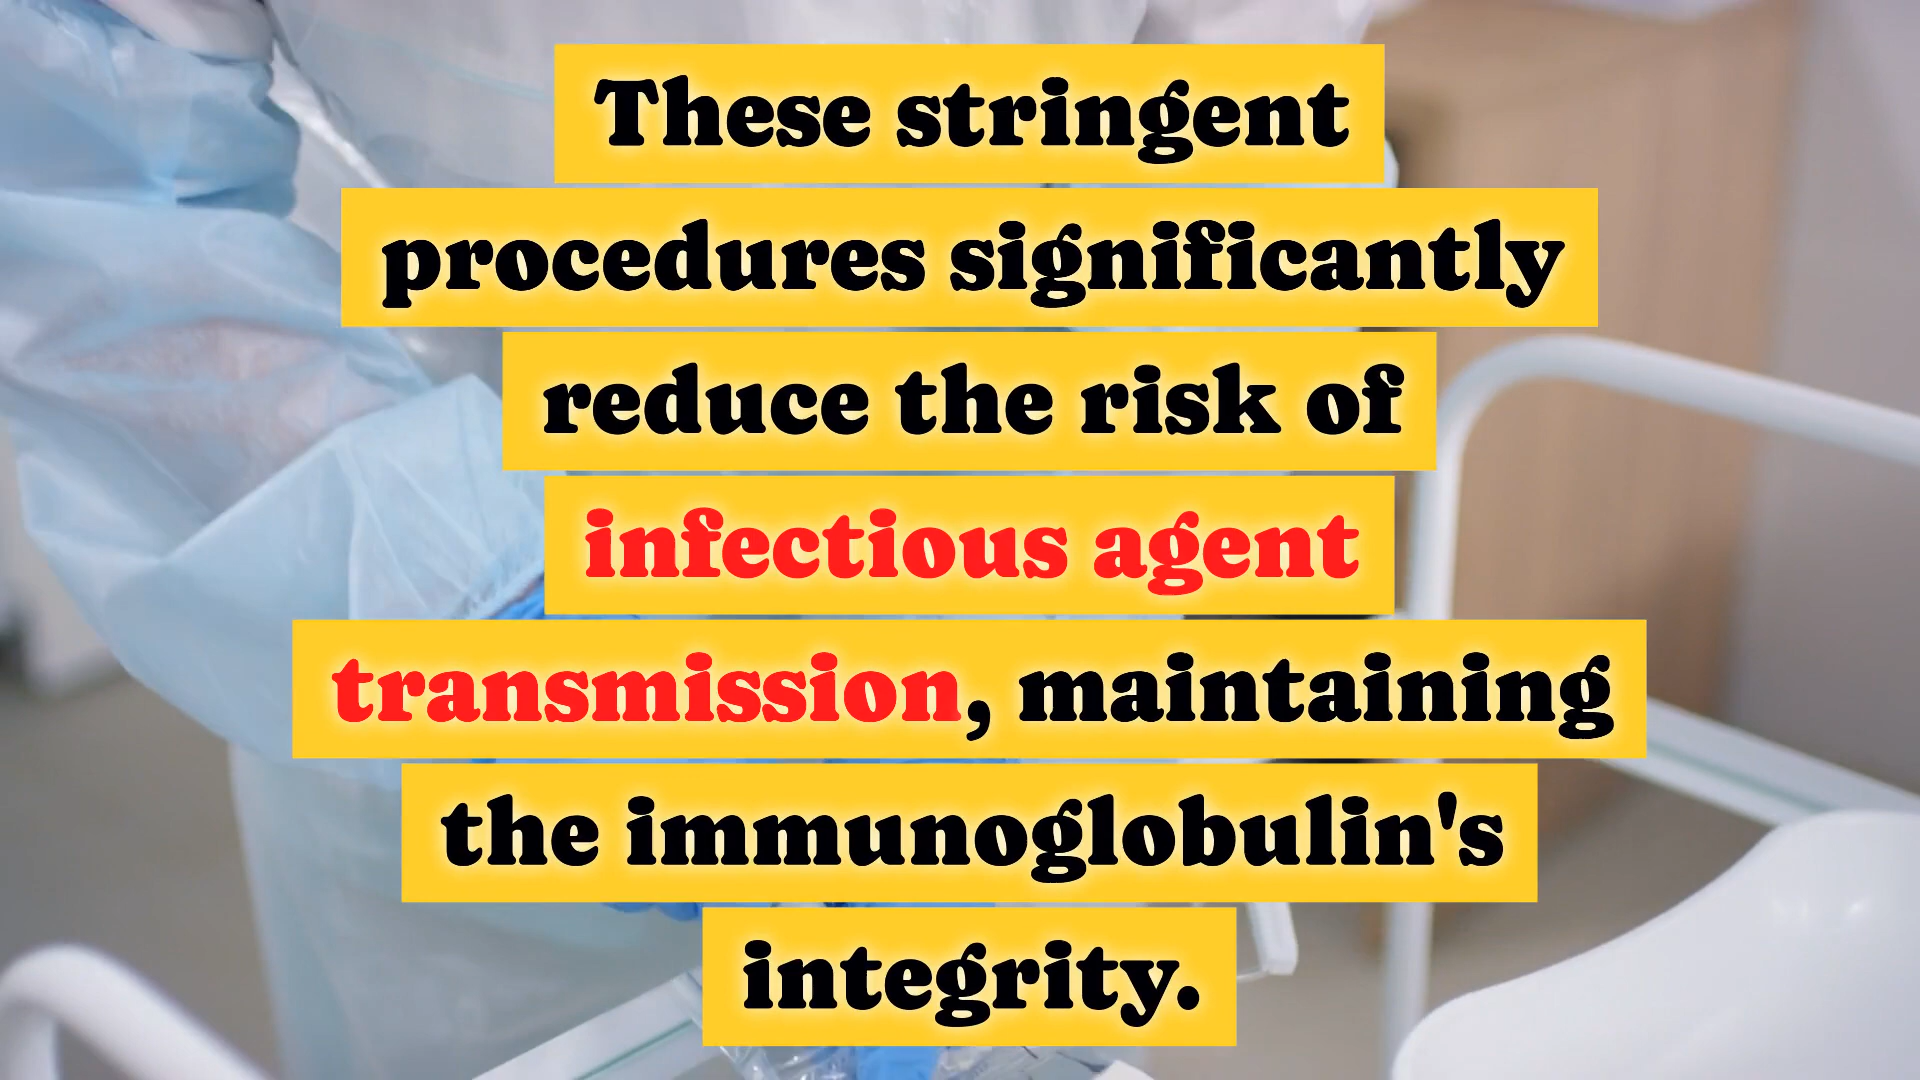 These stringent
procedures significantly
reduce the risk of
infectious agent
transmission, maintaining
the immunoglobulin's
integrity.